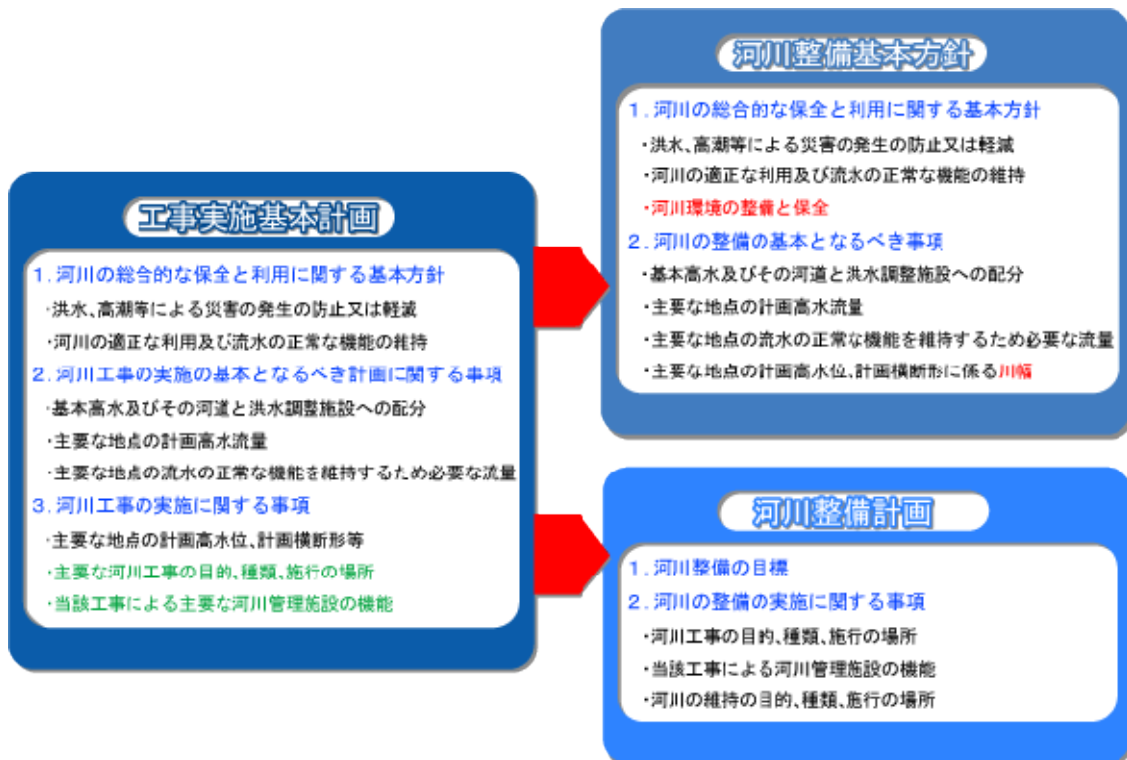 工事実施基本計画
1.河川の総合的な保全と利用に関する基本方針
・洪水、高潮等による災害の発生の防止又は軽減
・河川の適正な利用及び流水の正常な機能の維持
2.河川工事の実施の基本となるべき計画に関する事項
・基本高水及びその河道と洪水調整施設への配分
・主要な地点の計画高水流量
・主要な地点の流水の正常な機能を維持するため必要な流量
3.河川工事の実施に関する事項
・主要な地点の計画高水位、計画横断形等
・主要な河川工事の目的、種類、施行の場所
・当該工事による主要な河川管理施設の機能
河川整備基本方針
1.河川の総合的な保全と利用に関する基本方針
・洪水、高潮等による災害の発生の防止又は軽減
・河川の適正な利用及び流水の正常な機能の維持
・河川環境の整備と保全
2.河川の整備の基本となるべき事項
・基本高水及びその河道と洪水調整施設への配分
・主要な地点の計画高水流量
・主要な地点の流水の正常な機能を維持するため必要な流量
・主要な地点の計画高水位、計画横断形に係る川幅
河川整備計画
1.河川整備の目標
2.河川の整備の実施に関する事項
・河川工事の目的、種類、施行の場所
・当該工事による河川管理施設の機能
・河川の維持の目的、種類、施行の場所